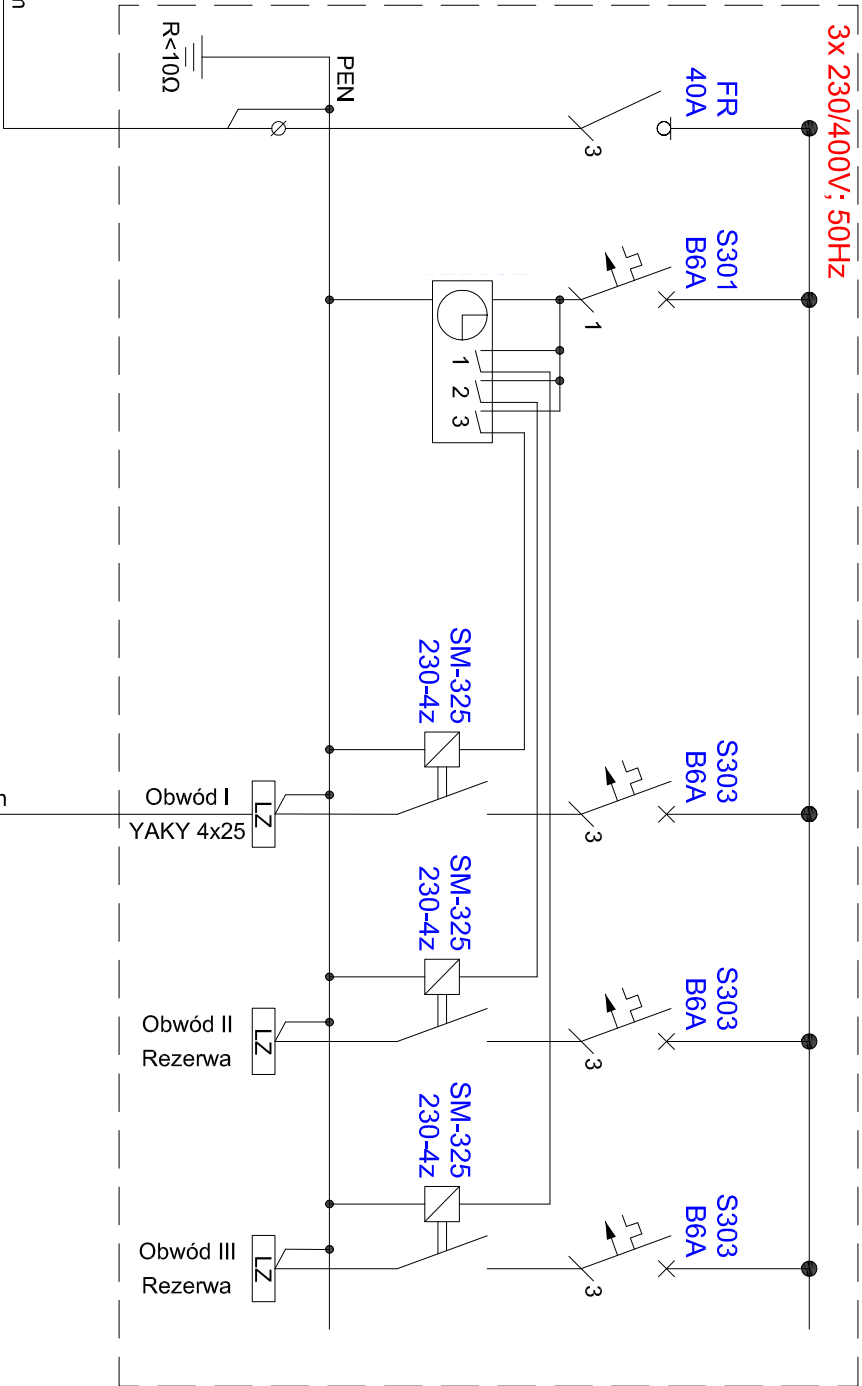 3x 230/400V; 50Hz
FR
40A
3
PEN
R<10Ω
S301
B6A
1
1
2
3
SM-325
230-4z
S303
B6A
3
Obwód I
YAKY 4x25
LZ
SM-325
230-4z
S303
B6A
3
Obwód II
Rezerwa
LZ
SM-325
230-4z
S303
B6A
3
Obwód III
Rezerwa
LZ